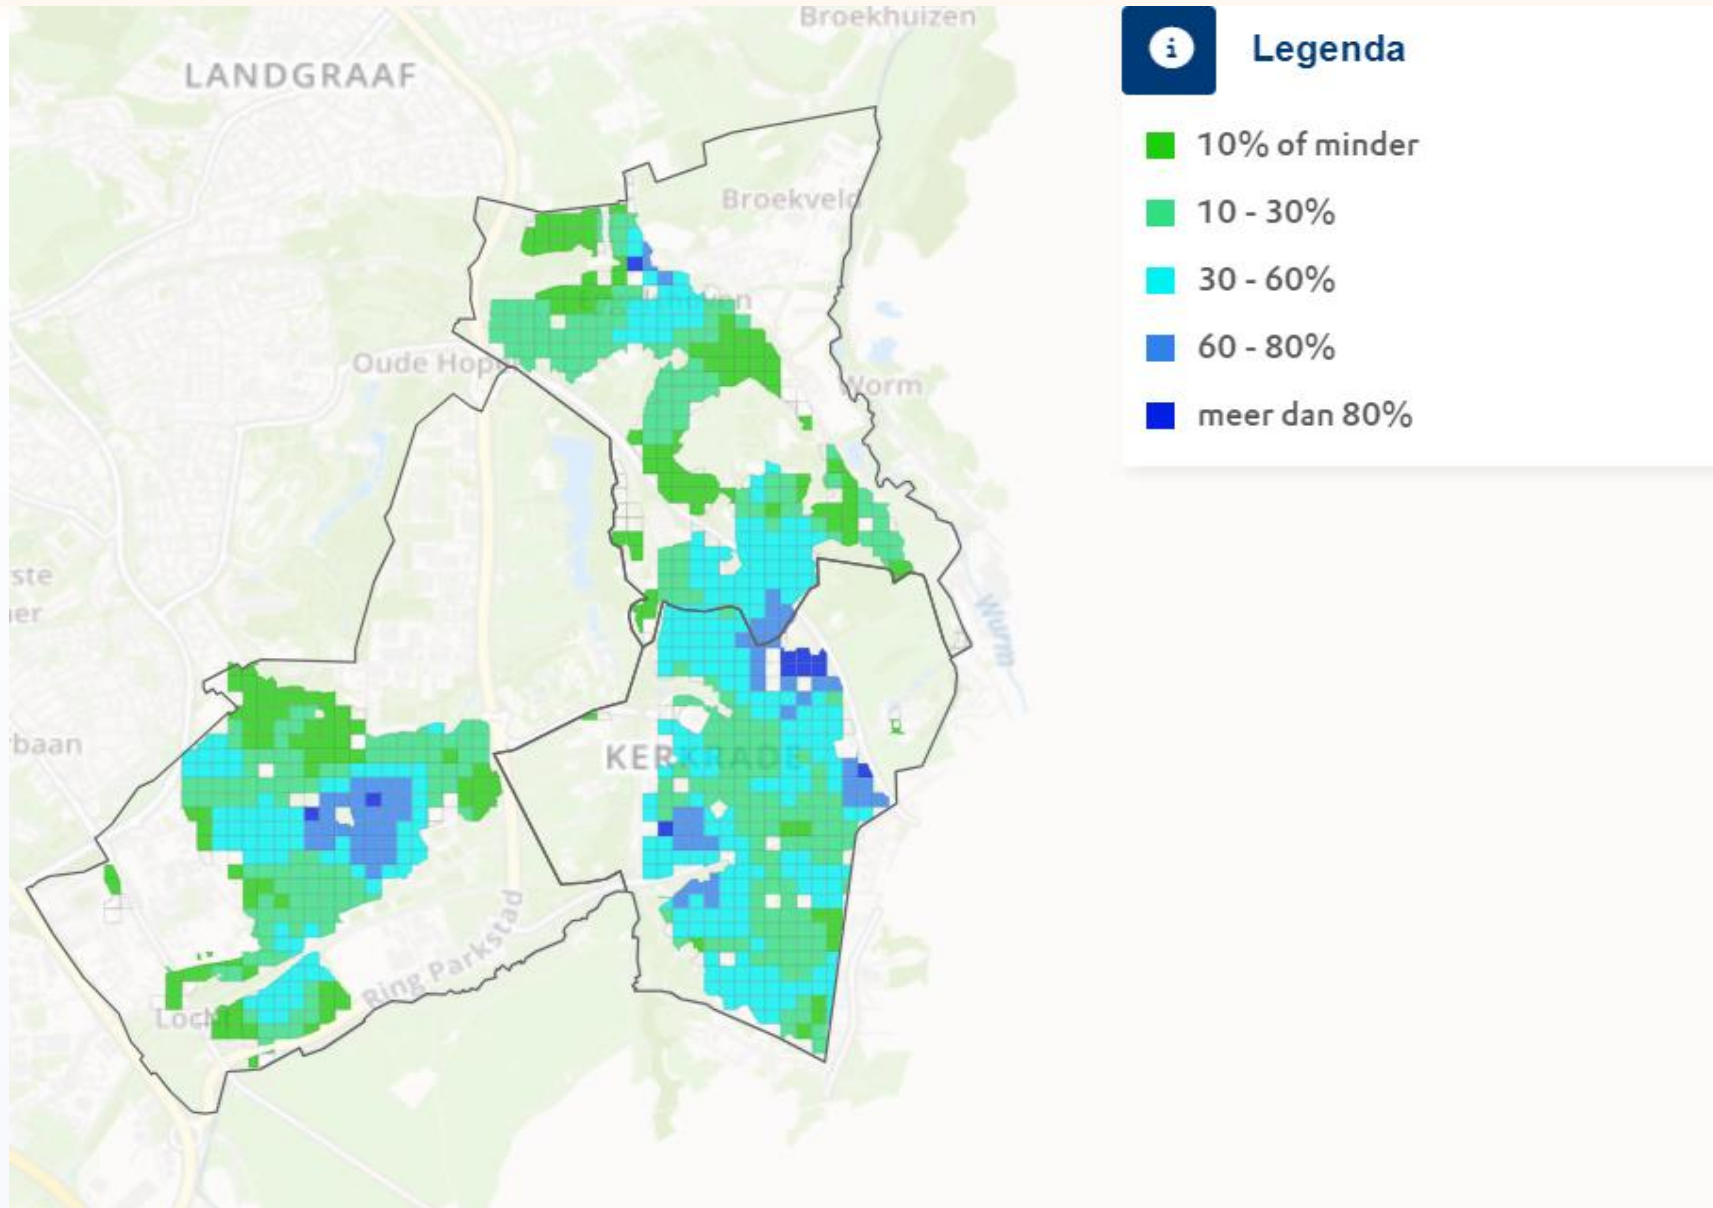 Broekhuizen
LANDGRAAF
Broekveld
Oude Hop
Worm
Wurm
ste
er
baan
KERKRADE
Ring Parkstad
Locht
Legenda
10% of minder
10 - 30%
30 - 60%
60 - 80%
meer dan 80%